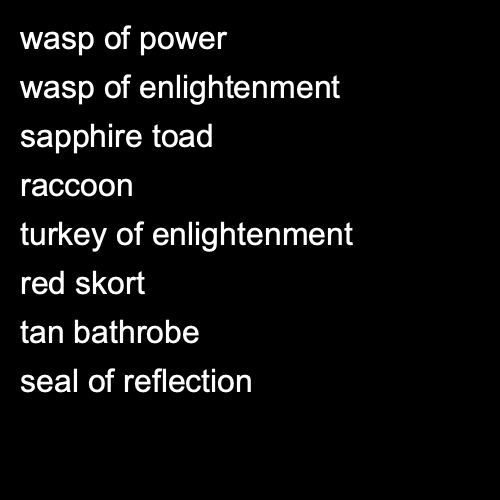 wasp of power
wasp of enlightenment
sapphire toad
raccoon
turkey of enlightenment
red skort
tan bathrobe
seal of reflection